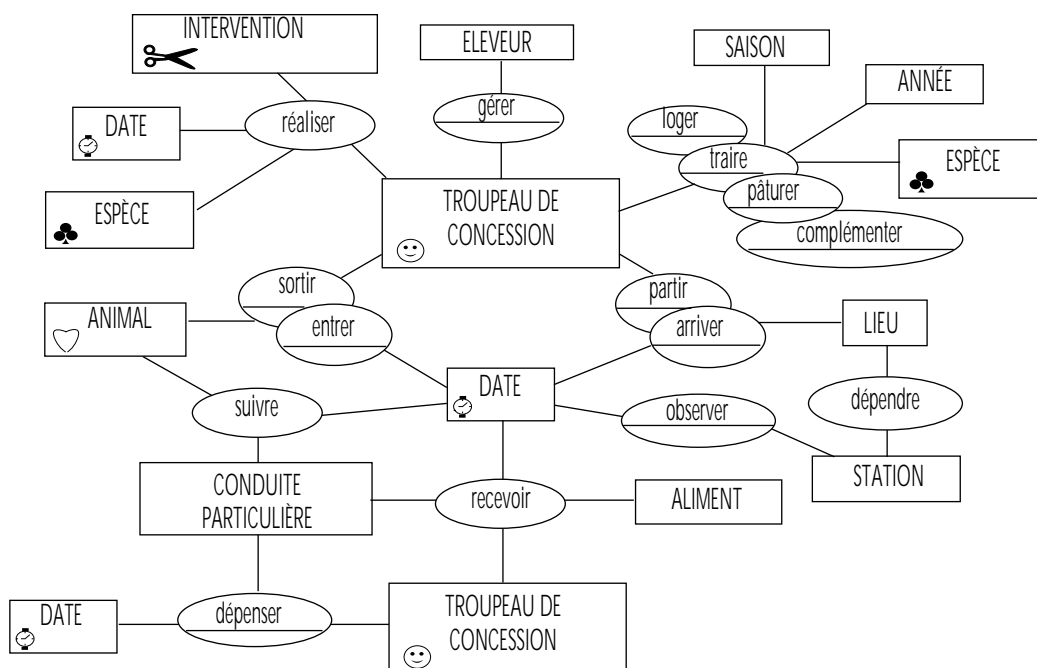 INTERVENTION
ELEVEUR
SAISON
ANNÉE
DATE
réaliser
gérer
loger
traire
ESPÈCE
pâturer
complémenter
ESPÈCE
TROUPEAU DE
CONCESSION
sortir
entrer
partir
arriver
ANIMAL
LIEU
DATE
suivre
observer
dépendre
CONDUITE
PARTICULIÈRE
recevoir
ALIMENT
STATION
DATE
dépenser
TROUPEAU DE
CONCESSION